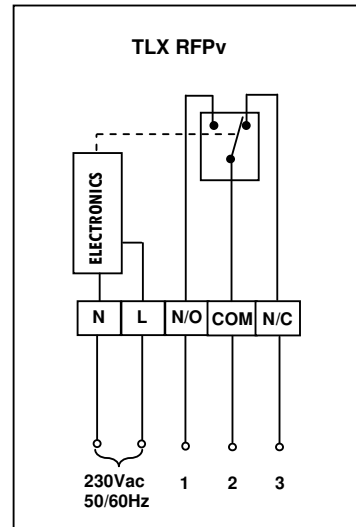 TLX RFPv
ELECTRONICS
N L N/O COM N/C
230Vac 1 2 3
50/60Hz